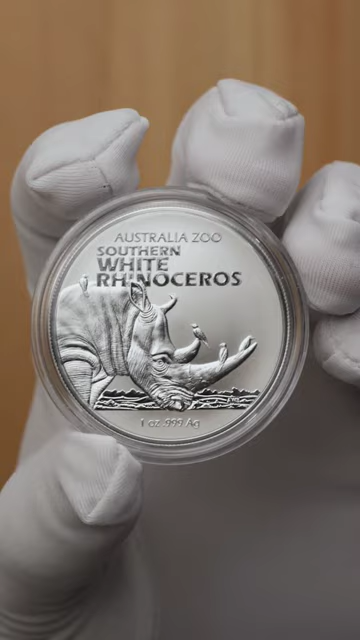 AUSTRALIA ZOO
SOUTHERN
WHITE
RHINOCEROS
1 oz .999 Ag